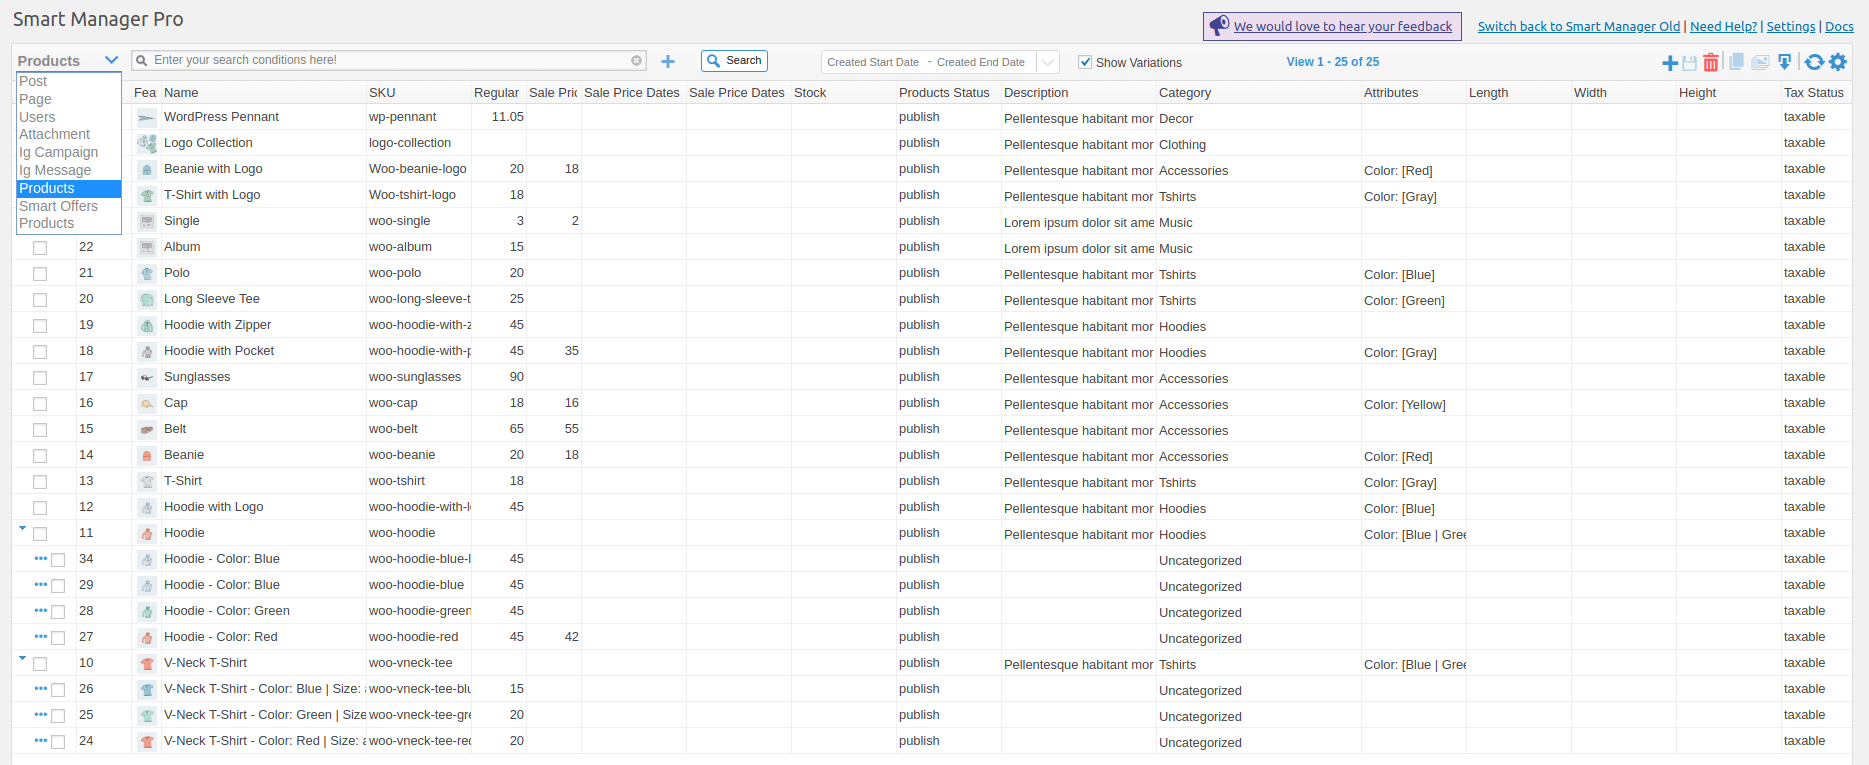 Smart Manager Pro
We would love to hear your feedback
Switch back to Smart Manager Old | Need Help? | Settings | Docs
Products
Enter your search conditions here!
Search
Created Start Date - Created End Date
Show Variations
View 1 - 25 of 25
Post
Page
Users
Attachment
Ig Campaign
Ig Message
Products
Smart Offers
Products
Fea Name SKU Regular Sale Pric Sale Price Dates Sale Price Dates Stock Products Status Description Category Attributes Length Width Height Tax Status
WordPress Pennant wp-pennant 11.05 publish Pellentesque habitant mor Decor taxable
Logo Collection logo-collection publish Pellentesque habitant mor Clothing taxable
Beanie with Logo Woo-beanie-logo 20 18 publish Pellentesque habitant mor Accessories Color: [Red] taxable
T-Shirt with Logo Woo-tshirt-logo 18 publish Pellentesque habitant mor Tshirts Color: [Gray] taxable
Single woo-single 3 2 publish Lorem ipsum dolor sit ame Music taxable
22 Album woo-album 15 publish Lorem ipsum dolor sit ame Music taxable
21 Polo woo-polo 20 publish Pellentesque habitant mor Tshirts Color: [Blue] taxable
20 Long Sleeve Tee woo-long-sleeve-t 25 publish Pellentesque habitant mor Tshirts Color: [Green] taxable
19 Hoodie with Zipper woo-hoodie-with-z 45 publish Pellentesque habitant mor Hoodies taxable
18 Hoodie with Pocket woo-hoodie-with-p 45 35 publish Pellentesque habitant mor Hoodies Color: [Gray] taxable
17 Sunglasses woo-sunglasses 90 publish Pellentesque habitant mor Accessories taxable
16 Cap woo-cap 18 16 publish Pellentesque habitant mor Accessories Color: [Yellow] taxable
15 Belt woo-belt 65 55 publish Pellentesque habitant mor Accessories taxable
14 Beanie woo-beanie 20 18 publish Pellentesque habitant mor Accessories Color: [Red] taxable
13 T-Shirt woo-tshirt 18 publish Pellentesque habitant mor Tshirts Color: [Gray] taxable
12 Hoodie with Logo woo-hoodie-with-l 45 publish Pellentesque habitant mor Hoodies Color: [Blue] taxable
11 Hoodie woo-hoodie publish Pellentesque habitant mor Hoodies Color: [Blue | Gree taxable
34 Hoodie - Color: Blue woo-hoodie-blue-l 45 publish Uncategorized taxable
29 Hoodie - Color: Blue woo-hoodie-blue 45 publish Uncategorized taxable
28 Hoodie - Color: Green woo-hoodie-green 45 publish Uncategorized taxable
27 Hoodie - Color: Red woo-hoodie-red 45 42 publish Uncategorized taxable
10 V-Neck T-Shirt woo-vneck-tee publish Pellentesque habitant mor Tshirts Color: [Blue | Gree taxable
26 V-Neck T-Shirt - Color: Blue | Size: a woo-vneck-tee-blu 15 publish Uncategorized taxable
25 V-Neck T-Shirt - Color: Green | Size woo-vneck-tee-gre 20 publish Uncategorized taxable
24 V-Neck T-Shirt - Color: Red | Size: a woo-vneck-tee-red 20 publish Uncategorized taxable